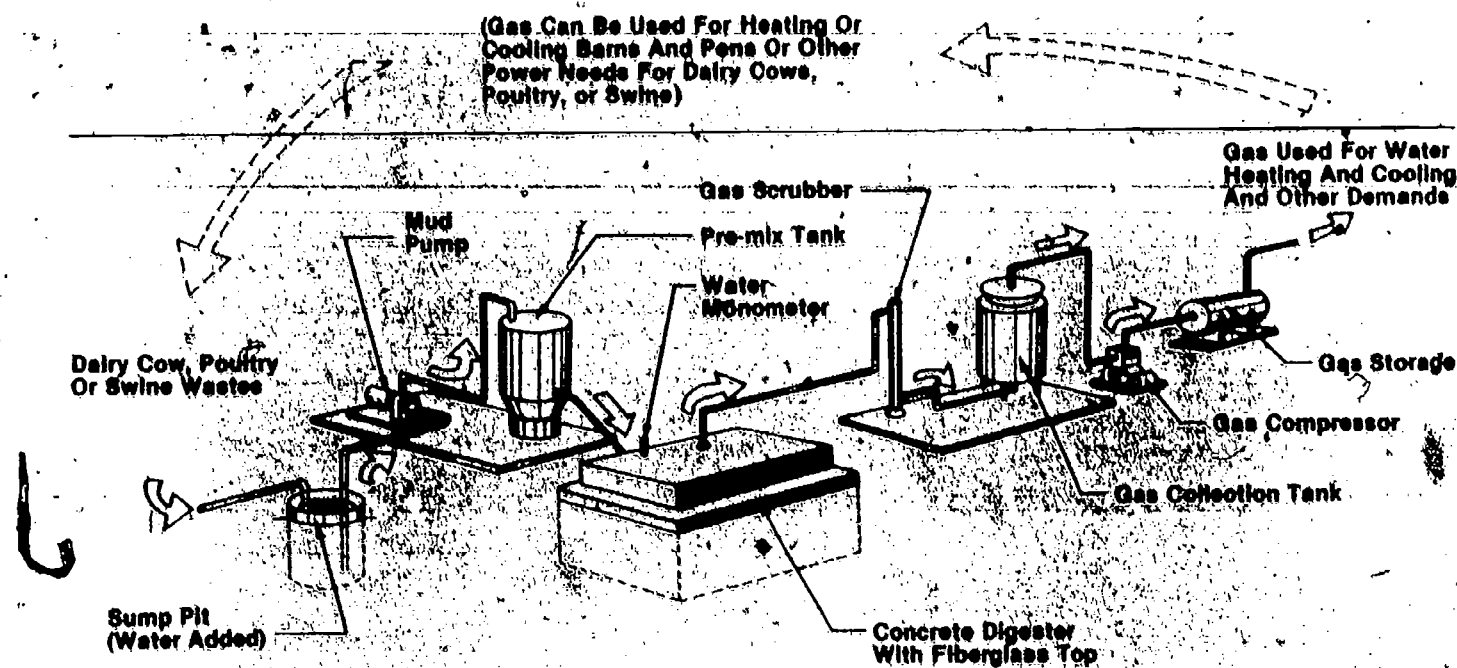 (Gas Can Be Used For Heating Or
Cooling Barns And Pens Or Other
Power Needs For Dairy Cows,
Poultry, or Swine)
Gas Used For Water
Heating And Cooling
And Other Demands
Gas Scrubber
Mud
Pump
Pre-mix Tank
Water
Monometer
Dairy Cow, Poultry
Or Swine Wastes
Gas Storage
Gas Compressor
Gas Collection Tank
Sump Pit
(Water Added)
Concrete Digester
With Fiberglass Top